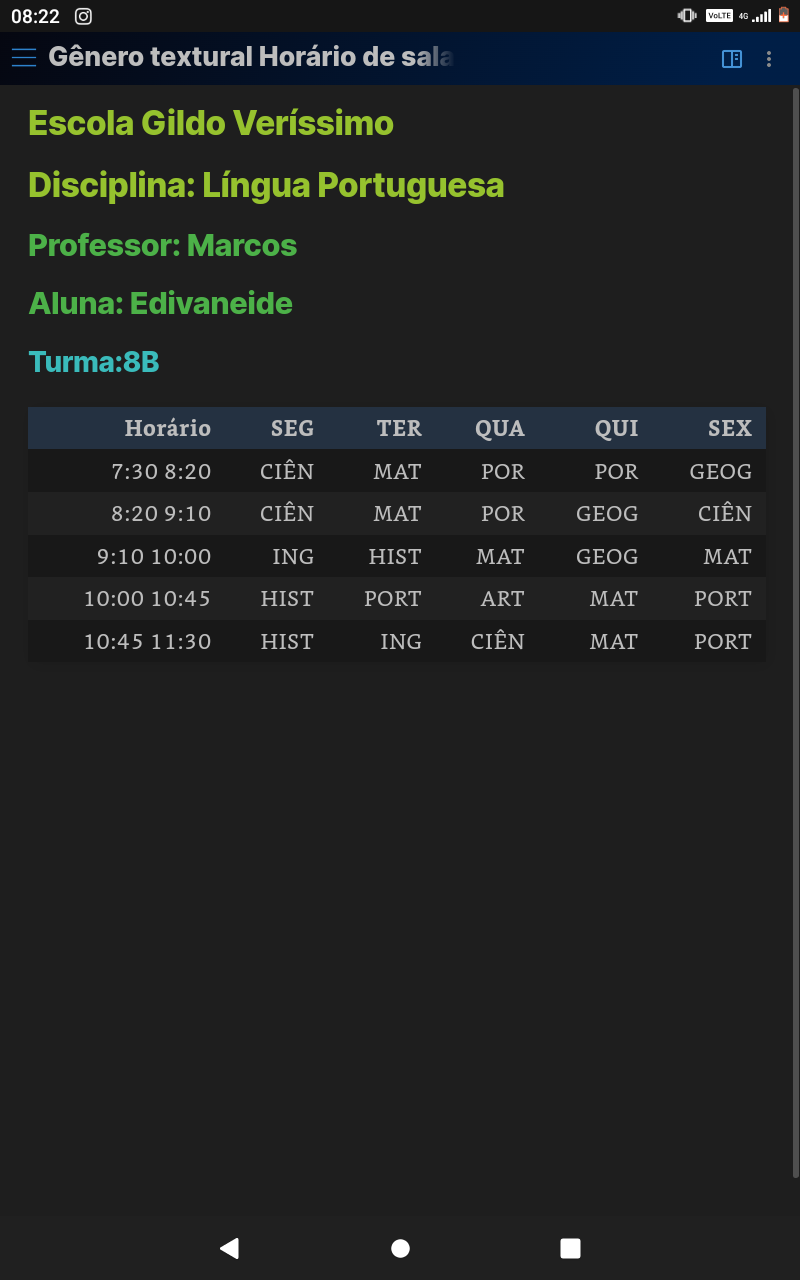 08:22
VoLTE 4G
Gênero textural Horário de sala
Escola Gildo Veríssimo
Disciplina: Língua Portuguesa
Professor: Marcos
Aluna: Edivaneide
Turma:8B
Horário SEG TER QUA QUI SEX
7:30 8:20 CIÊN MAT POR POR GEOG
8:20 9:10 CIÊN MAT POR GEOG CIÊN
9:10 10:00 ING HIST MAT GEOG MAT
10:00 10:45 HIST PORT ART MAT PORT
10:45 11:30 HIST ING CIÊN MAT PORT